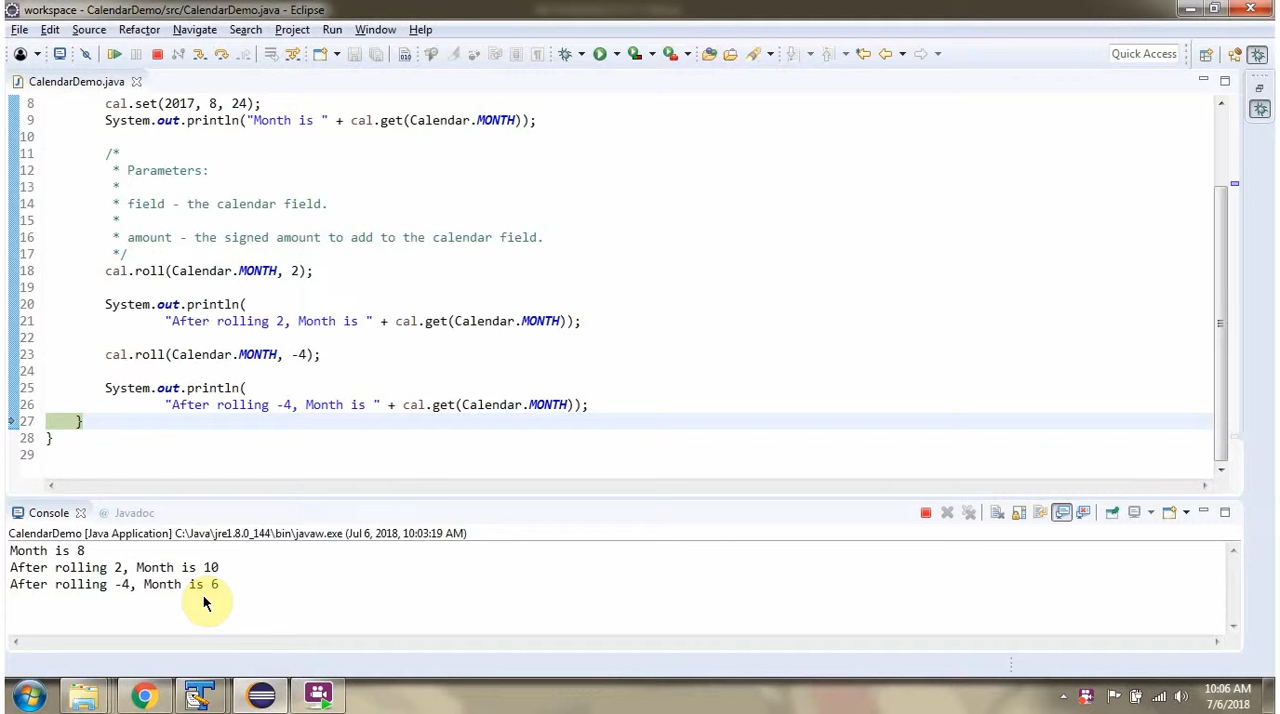 workspace - CalendarDemo/src/CalendarDemo.java - Eclipse
File Edit Source Refactor Navigate Search Project Run Window Help
Quick Access
CalendarDemo.java
8 cal.set(2017, 8, 24);
9 System.out.println("Month is " + cal.get(Calendar.MONTH));
10
11 /*
12 * Parameters:
13 *
14 * field - the calendar field.
15 *
16 * amount - the signed amount to add to the calendar field.
17 */
18 cal.roll(Calendar.MONTH, 2);
19
20 System.out.println(
21 "After rolling 2, Month is " + cal.get(Calendar.MONTH));
22
23 cal.roll(Calendar.MONTH, -4);
24
25 System.out.println(
26 "After rolling -4, Month is " + cal.get(Calendar.MONTH));
27 }
28 }
29
Console @ Javadoc
CalendarDemo [Java Application] C:\Java\jre1.8.0_144\bin\javaw.exe (Jul 6, 2018, 10:03:19 AM)
Month is 8
After rolling 2, Month is 10
After rolling -4, Month is 6
10:06 AM
7/6/2018